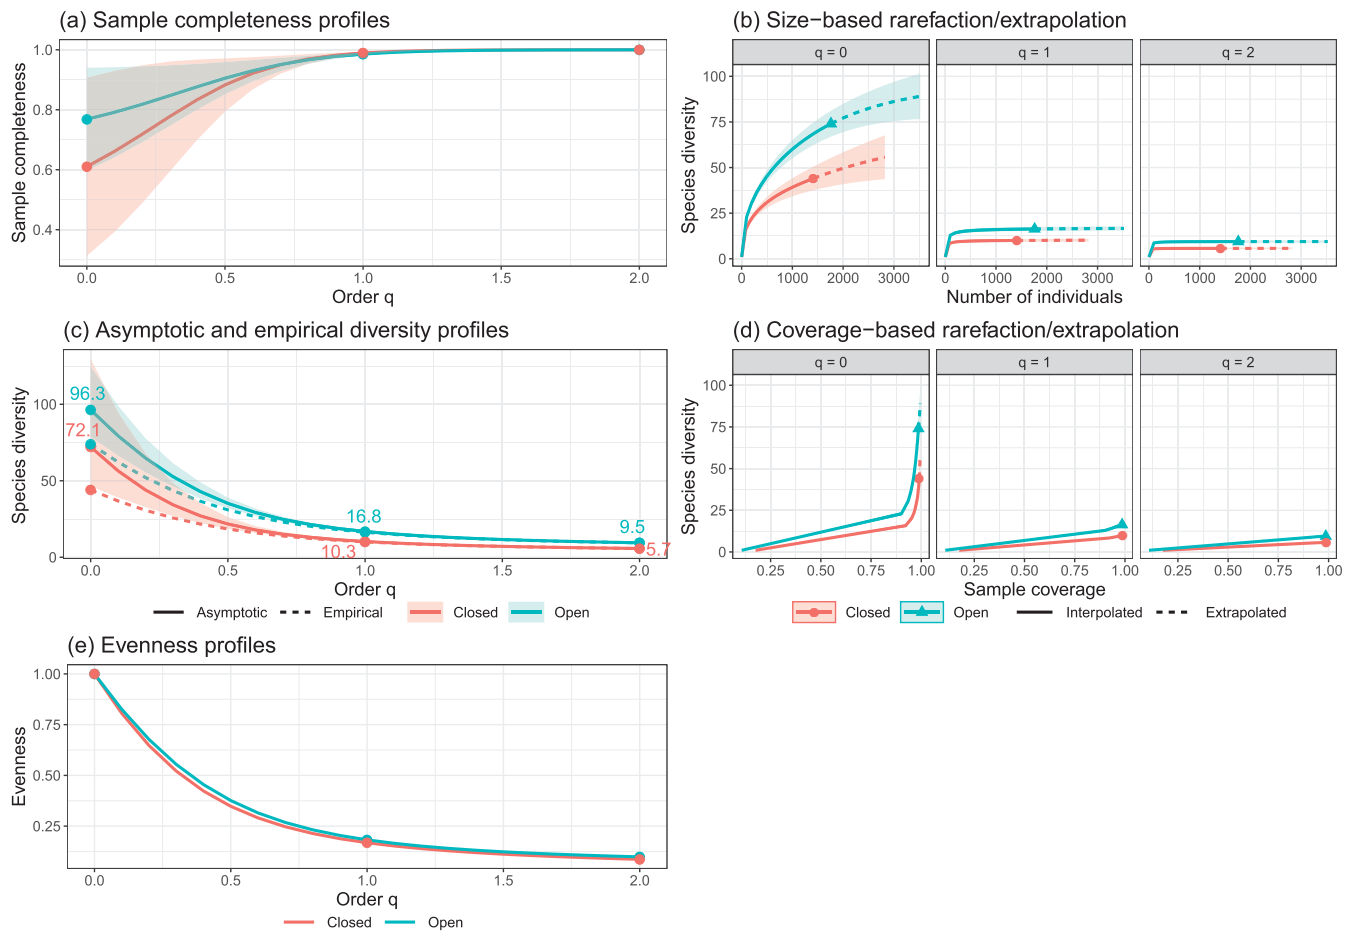 (a) Sample completeness profiles
1.0
0.8
0.6
0.4
Sample completeness
0.0
0.5
1.0
1.5
2.0
Order q
(b) Size−based rarefaction/extrapolation
q = 0
q = 1
q = 2
100
75
50
25
0
Species diversity
0 1000 2000 3000
0 1000 2000 3000
0 1000 2000 3000
Number of individuals
(c) Asymptotic and empirical diversity profiles
100
50
0
Species diversity
96.3
72.1
16.8
10.3
9.5
5.7
0.0 0.5 1.0 1.5 2.0
Order q
Asymptotic Empirical Closed Open
(d) Coverage−based rarefaction/extrapolation
q = 0
q = 1
q = 2
100
75
50
25
0
Species diversity
0.25 0.50 0.75 1.00
0.25 0.50 0.75 1.00
0.25 0.50 0.75 1.00
Sample coverage
Closed Open Interpolated Extrapolated
(e) Evenness profiles
1.00
0.75
0.50
0.25
Evenness
0.0 0.5 1.0 1.5 2.0
Order q
Closed Open